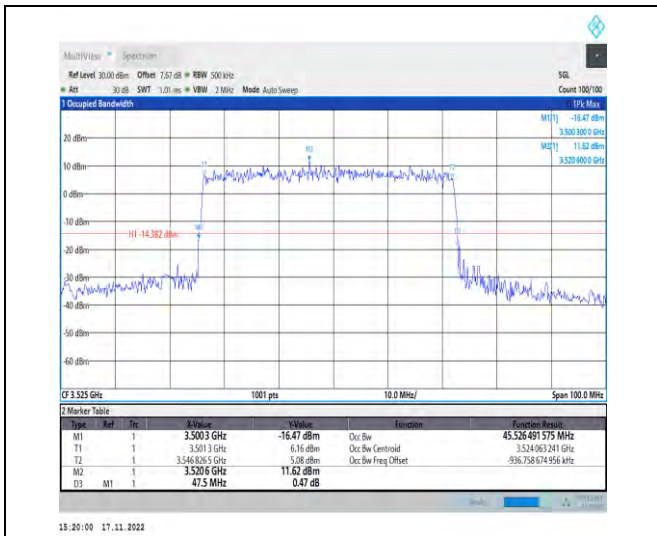 MultiView Spectrum
Ref Level 30.00 dBm Offset 7.67 dB RBW 500 kHz SGL
Att 30 dB SWT 1.01 ms VBW 2 MHz Mode Auto Sweep Count 100/100
1 Occupied Bandwidth 1Pk Max
M1[1] -16.47 dBm
3.500 300 0 GHz
M2[1] 11.62 dBm
3.520 600 0 GHz
20 dBm
M2
T1 T2
10 dBm
0 dBm
-10 dBm
H1 -14.382 dBm
-20 dBm
-30 dBm
-40 dBm
-50 dBm
-60 dBm
CF 3.525 GHz 1001 pts 10.0 MHz/ Span 100.0 MHz
2 Marker Table
Type Ref Trc X-Value Y-Value Function Function Result
M1 1 3.5003 GHz -16.47 dBm Occ Bw 45.526 491 575 MHz
T1 1 3.5013 GHz 6.16 dBm Occ Bw Centroid 3.524 063 241 GHz
T2 1 3.546 826 5 GHz 5.08 dBm Occ Bw Freq Offset -936.758 674 956 kHz
M2 1 3.5206 GHz 11.62 dBm
D3 M1 1 47.5 MHz 0.47 dB
15:20:00 17.11.2022